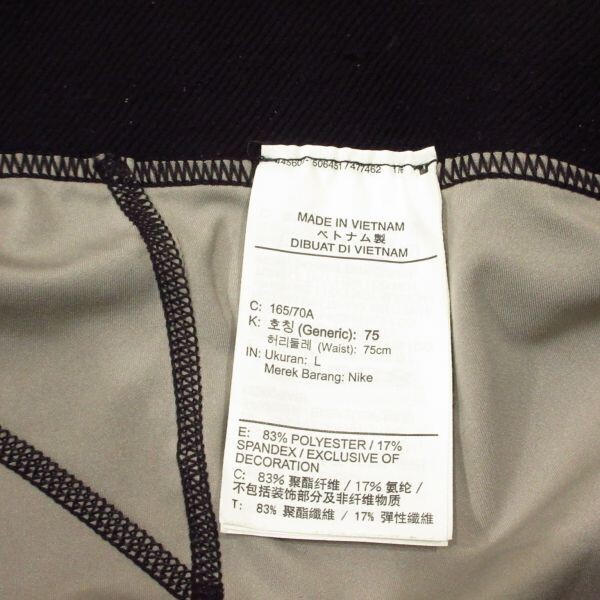 506451 / 477462
MADE IN VIETNAM
ベトナム製
DIBUAT DI VIETNAM
C: 165/70A
K: 호칭 (Generic): 75
허리둘레 (Waist): 75cm
IN: Ukuran: L
Merek Barang: Nike
E: 83% POLYESTER / 17%
SPANDEX / EXCLUSIVE OF
DECORATION
C: 83% 聚酯纤维 / 17% 氨纶 /
不包括装饰部分及非纤维物质
T: 83% 聚酯纖維 / 17% 彈性纖維